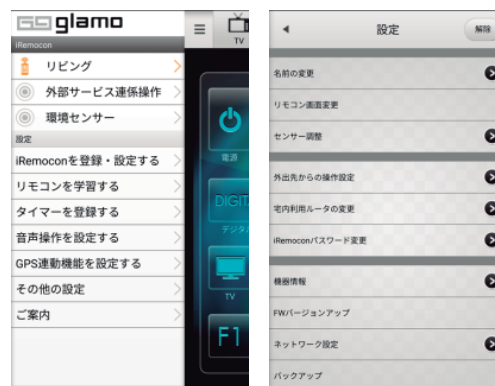 glamo
iRemocon
リビング
外部サービス連係操作
環境センサー
設定
iRemoconを登録・設定する
リモコンを学習する
タイマーを登録する
音声操作を設定する
GPS連動機能を設定する
その他の設定
ご案内
TV
電源
DIGIT
デジタ
TV
F1
設定
解除
名前の変更
リモコン画面変更
センサー調整
外出先からの操作設定
宅内利用ルータの変更
iRemoconパスワード変更
機器情報
FWバージョンアップ
ネットワーク設定
バックアップ